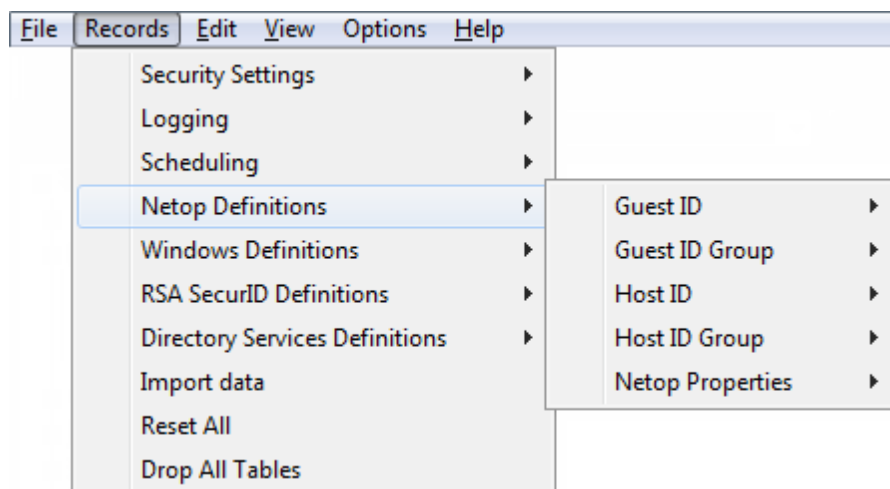 File Records Edit View Options Help
Security Settings
Logging
Scheduling
Netop Definitions
Windows Definitions
RSA SecurID Definitions
Directory Services Definitions
Import data
Reset All
Drop All Tables
Guest ID
Guest ID Group
Host ID
Host ID Group
Netop Properties